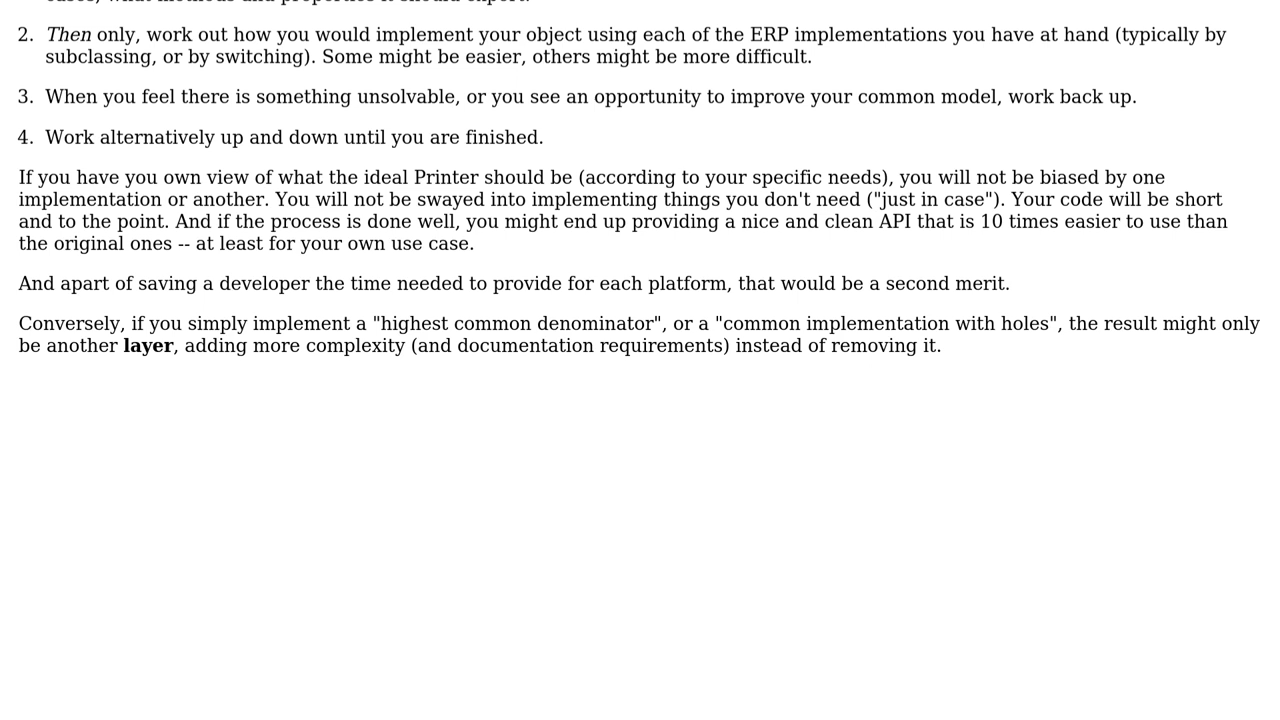 2. Then only, work out how you would implement your object using each of the ERP implementations you have at hand (typically by
subclassing, or by switching). Some might be easier, others might be more difficult.
3. When you feel there is something unsolvable, or you see an opportunity to improve your common model, work back up.
4. Work alternatively up and down until you are finished.
If you have you own view of what the ideal Printer should be (according to your specific needs), you will not be biased by one
implementation or another. You will not be swayed into implementing things you don't need ("just in case"). Your code will be short
and to the point. And if the process is done well, you might end up providing a nice and clean API that is 10 times easier to use than
the original ones -- at least for your own use case.
And apart of saving a developer the time needed to provide for each platform, that would be a second merit.
Conversely, if you simply implement a "highest common denominator", or a "common implementation with holes", the result might only
be another layer, adding more complexity (and documentation requirements) instead of removing it.